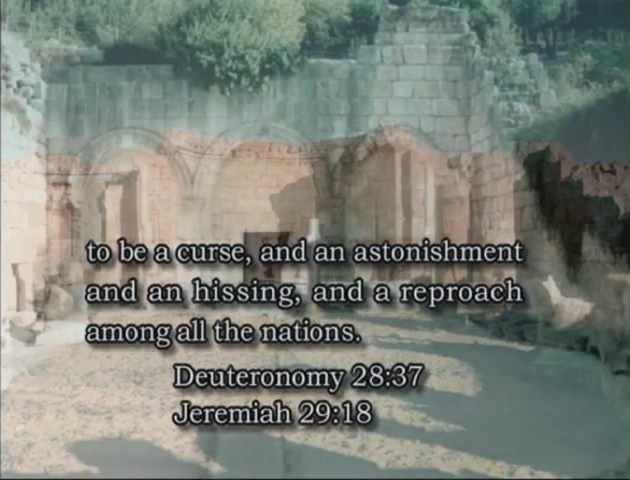 to be a curse, and an astonishment
and an hissing, and a reproach
among all the nations.
Deuteronomy 28:37
Jeremiah 29:18